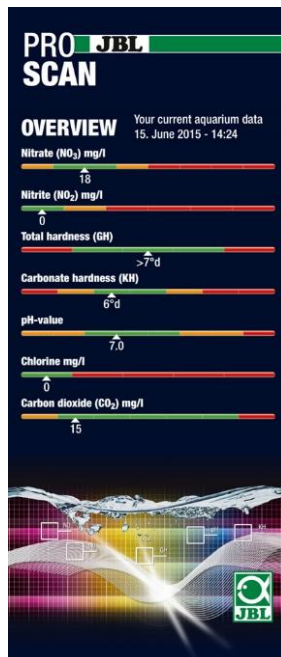 PRO JBL
SCAN
OVERVIEW
Your current aquarium data
15. June 2015 - 14:24
Nitrate (NO₃) mg/l
18
Nitrite (NO₂) mg/l
0
Total hardness (GH)
>7°d
Carbonate hardness (KH)
6°d
pH-value
7.0
Chlorine mg/l
0
Carbon dioxide (CO₂) mg/l
15
KH
GH
JBL